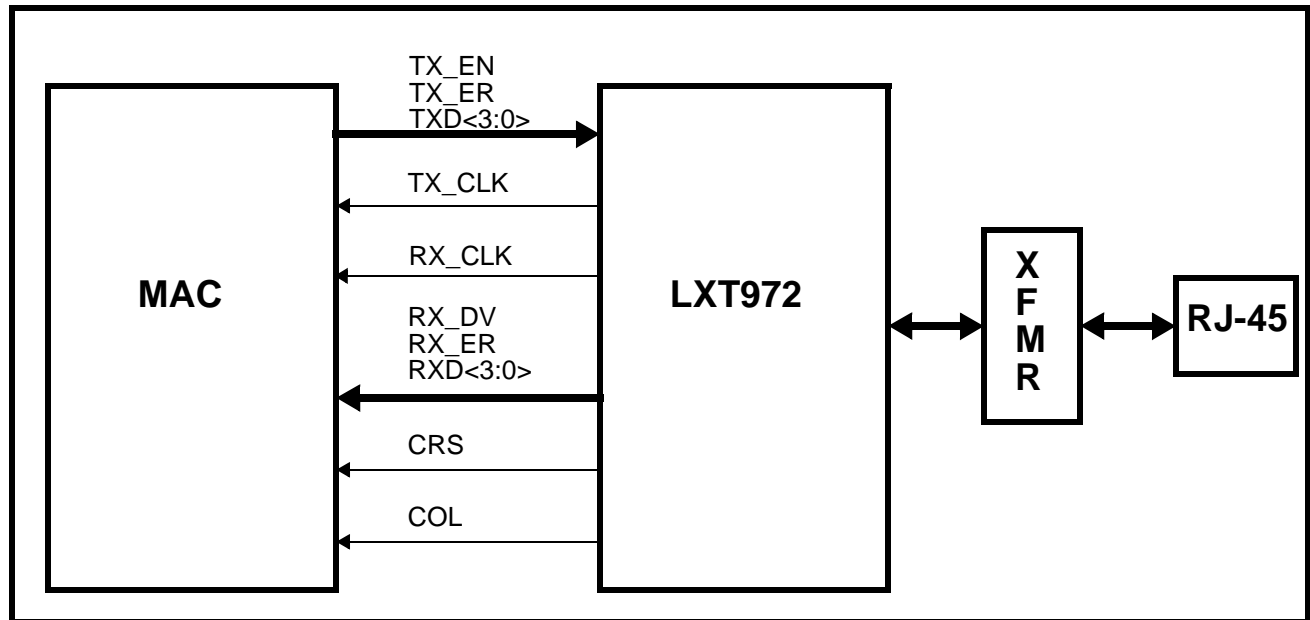 MAC
TX_EN
TX_ER
TXD<3:0>
TX_CLK
RX_CLK
RX_DV
RX_ER
RXD<3:0>
CRS
COL
LXT972
X
F
M
R
RJ-45